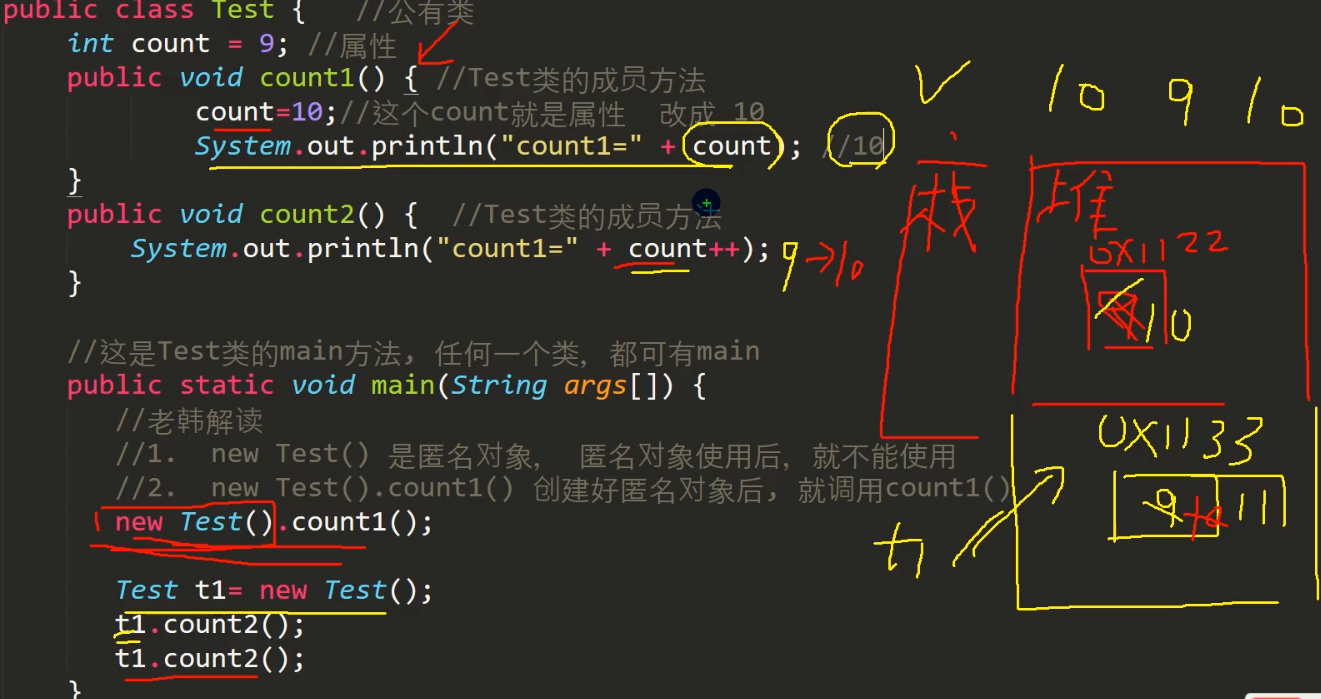 public class Test {   //公有类
int count = 9; //属性
public void count1() { //Test类的成员方法
count=10;//这个count就是属性  改成 10
System.out.println("count1=" + count); //10
}
public void count2() {  //Test类的成员方法
System.out.println("count1=" + count++);
}
//这是Test类的main方法, 任何一个类, 都可有main
public static void main(String args[]) {
//老韩解读
//1.  new Test() 是匿名对象, 匿名对象使用后, 就不能使用
//2.  new Test().count1() 创建好匿名对象后, 就调用count1()
new Test().count1();
Test t1= new Test();
t1.count2();
t1.count2();
}
9→10
10 9 10
栈
堆
0x1122
10
0x1133
9 10 11
t1